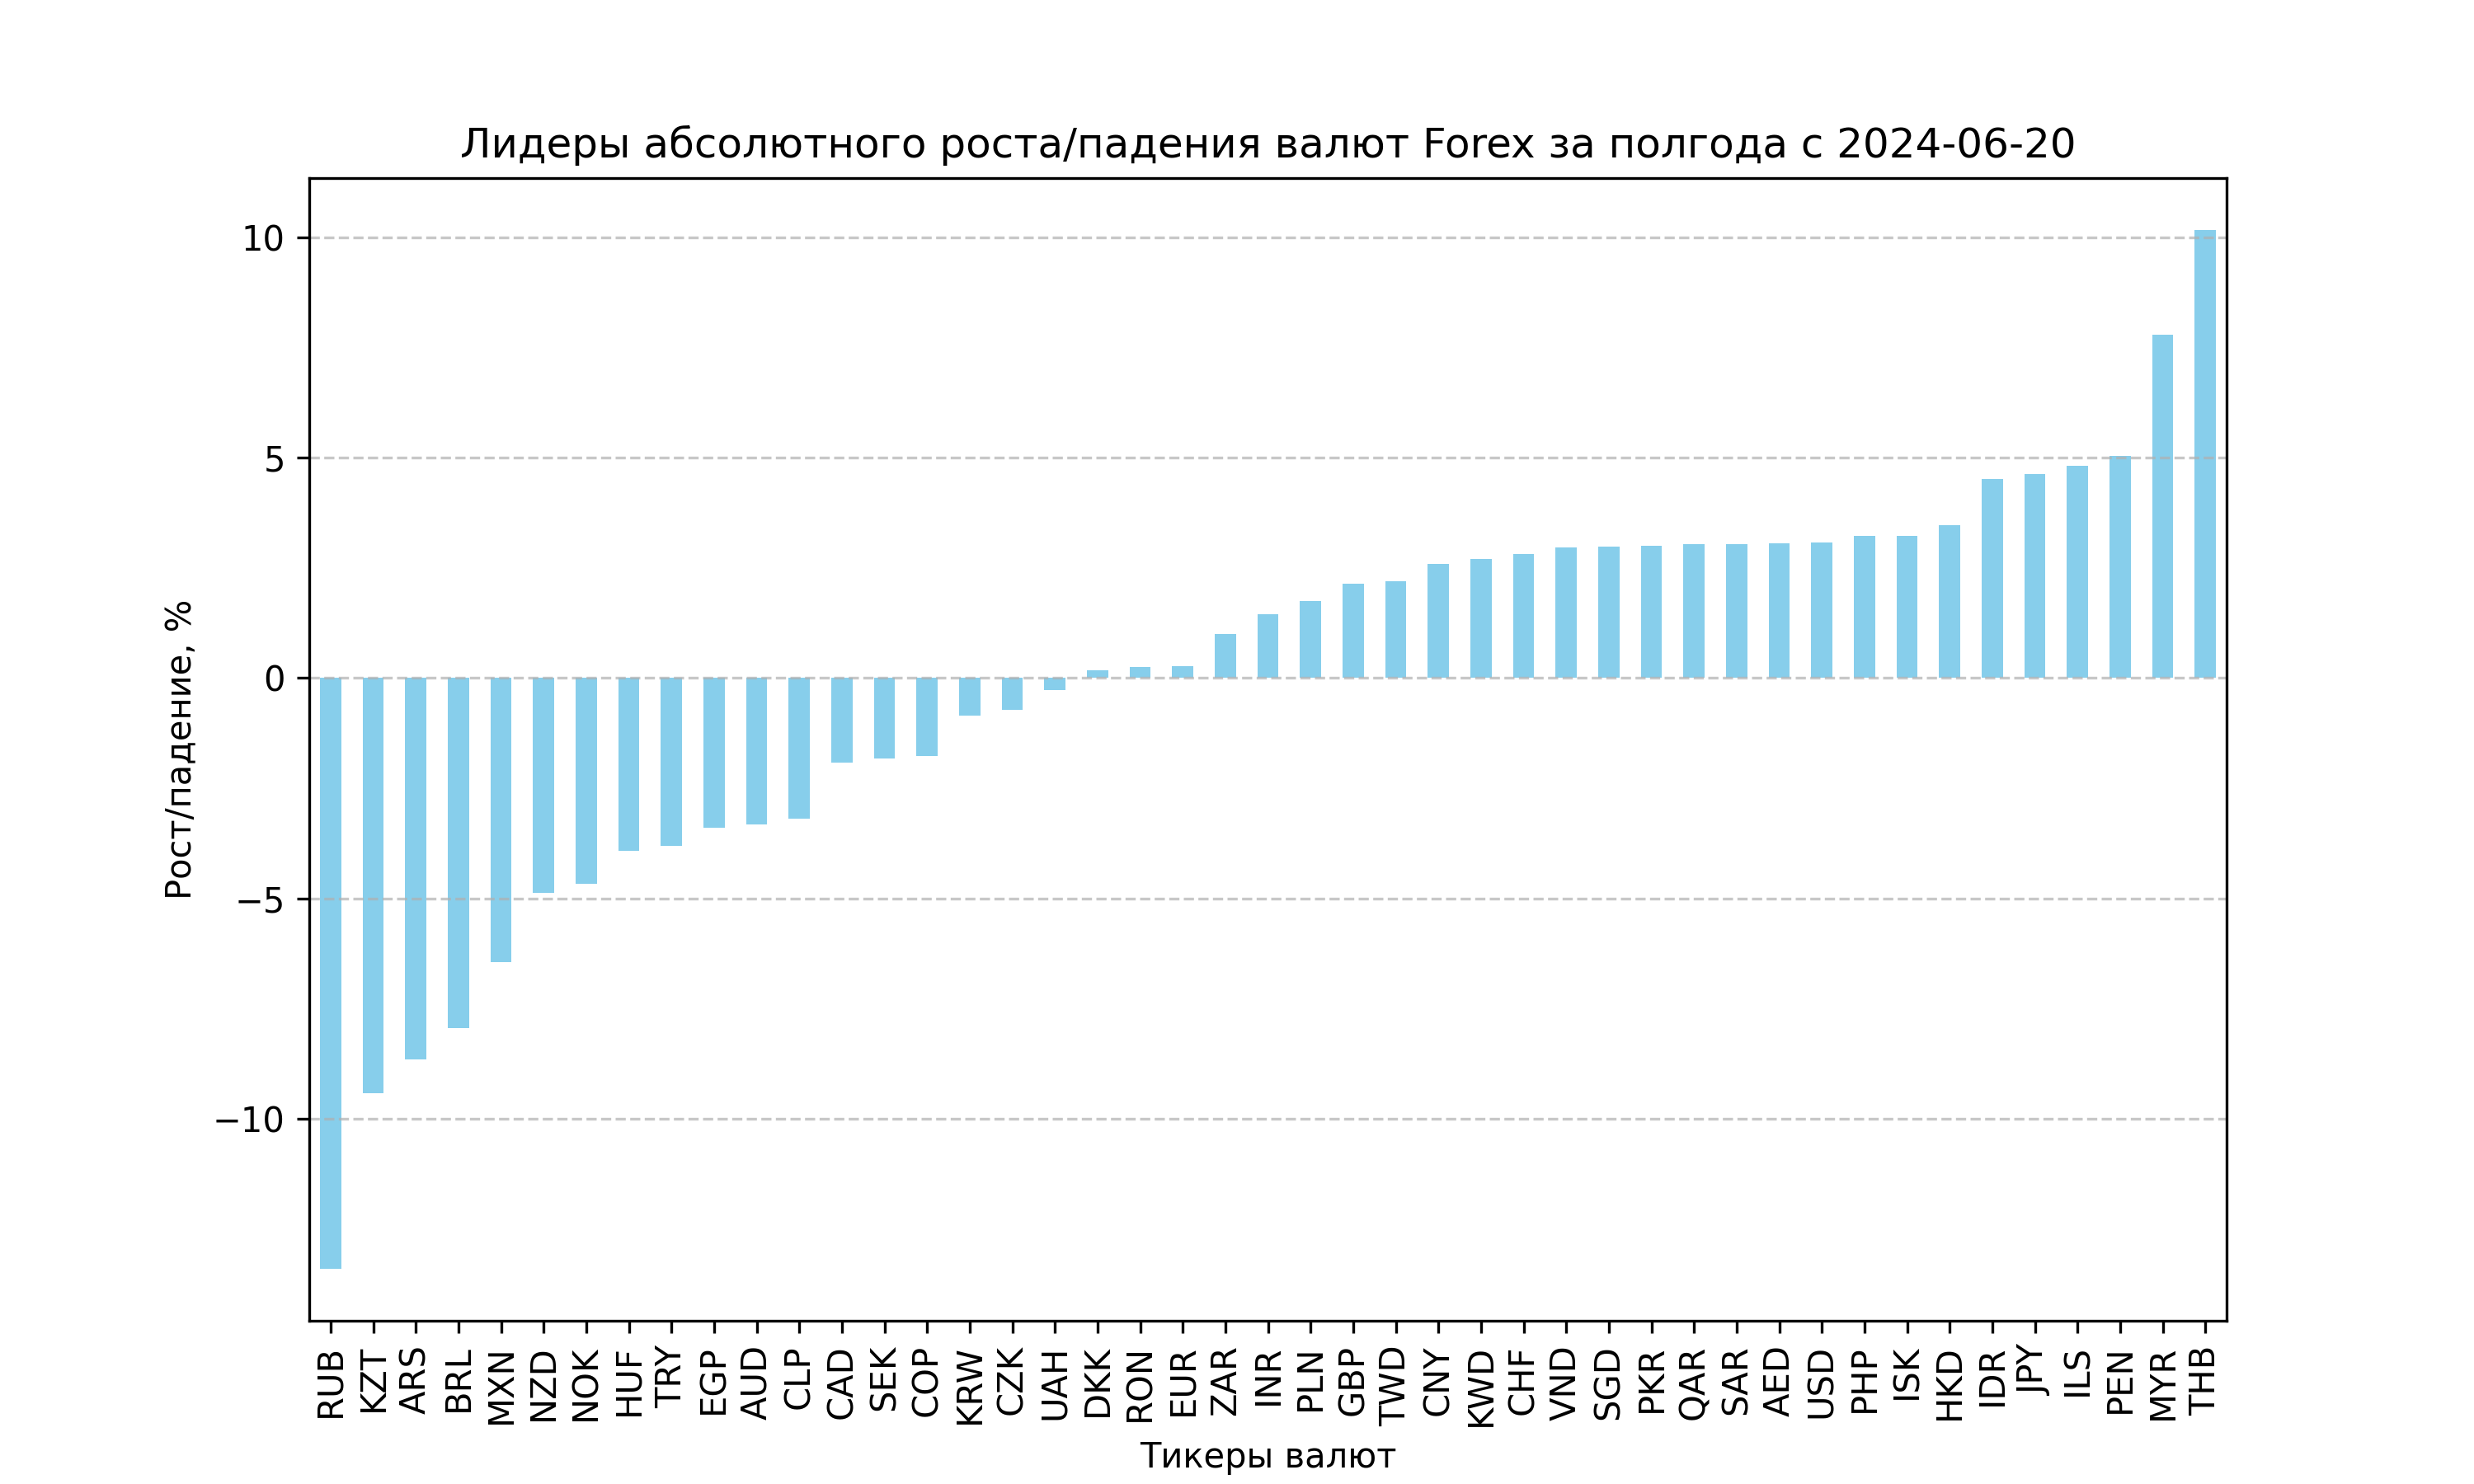 Лидеры абсолютного роста/падения валют Forex за полгода с 2024-06-20
Рост/падение, %
10
5
0
−5
−10
RUB
KZT
ARS
BRL
MXN
NZD
NOK
HUF
TRY
EGP
AUD
CLP
CAD
SEK
COP
KRW
CZK
UAH
DKK
RON
EUR
ZAR
INR
PLN
GBP
TWD
CNY
KWD
CHF
VND
SGD
PKR
QAR
SAR
AED
USD
PHP
ISK
HKD
IDR
JPY
ILS
PEN
MYR
THB
Тикеры валют